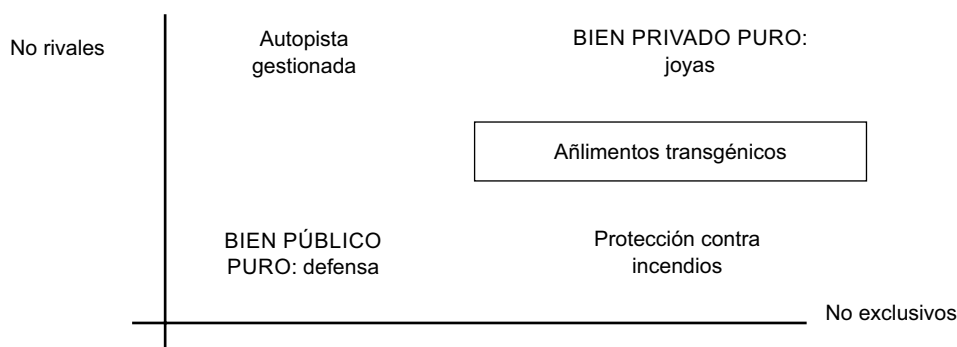 No rivales
Autopista
gestionada
BIEN PRIVADO PURO:
joyas
Añlimentos transgénicos
BIEN PÚBLICO
PURO: defensa
Protección contra
incendios
No exclusivos